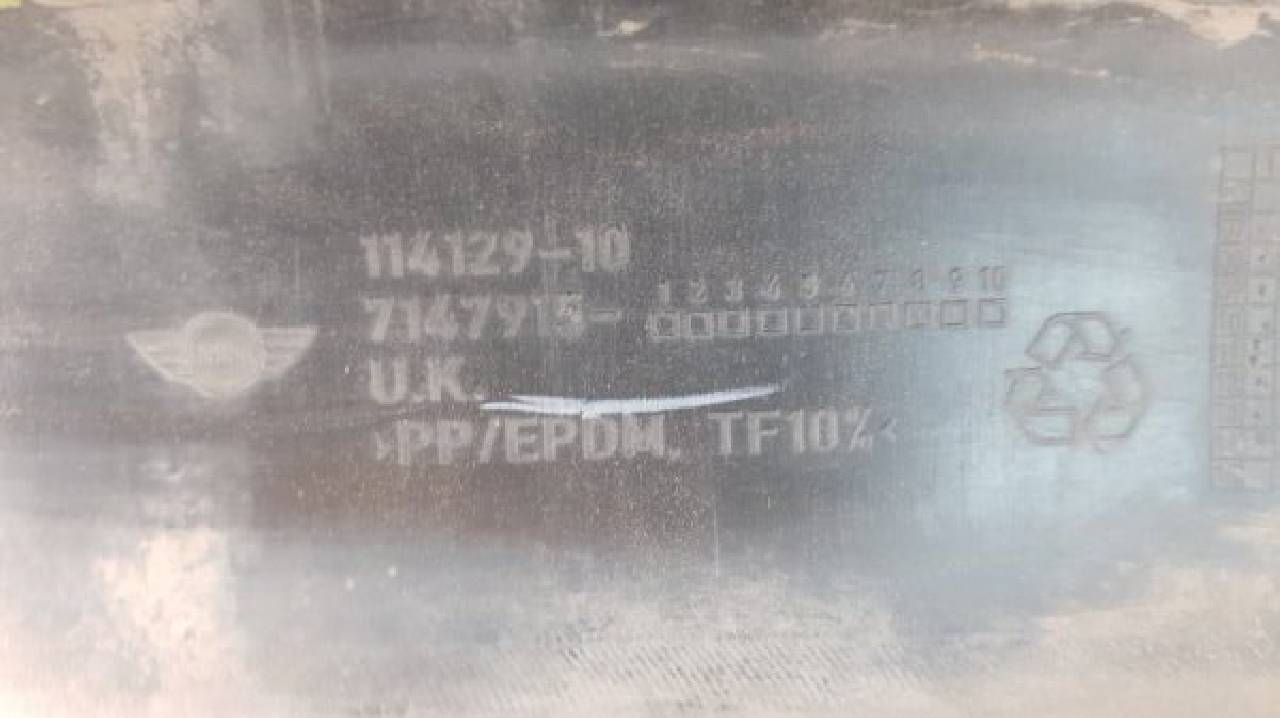 114129-10
7147915- 1 2 3 4 5 6 7 8 9 10
U.K.
>PP/EPDM, TF10%<